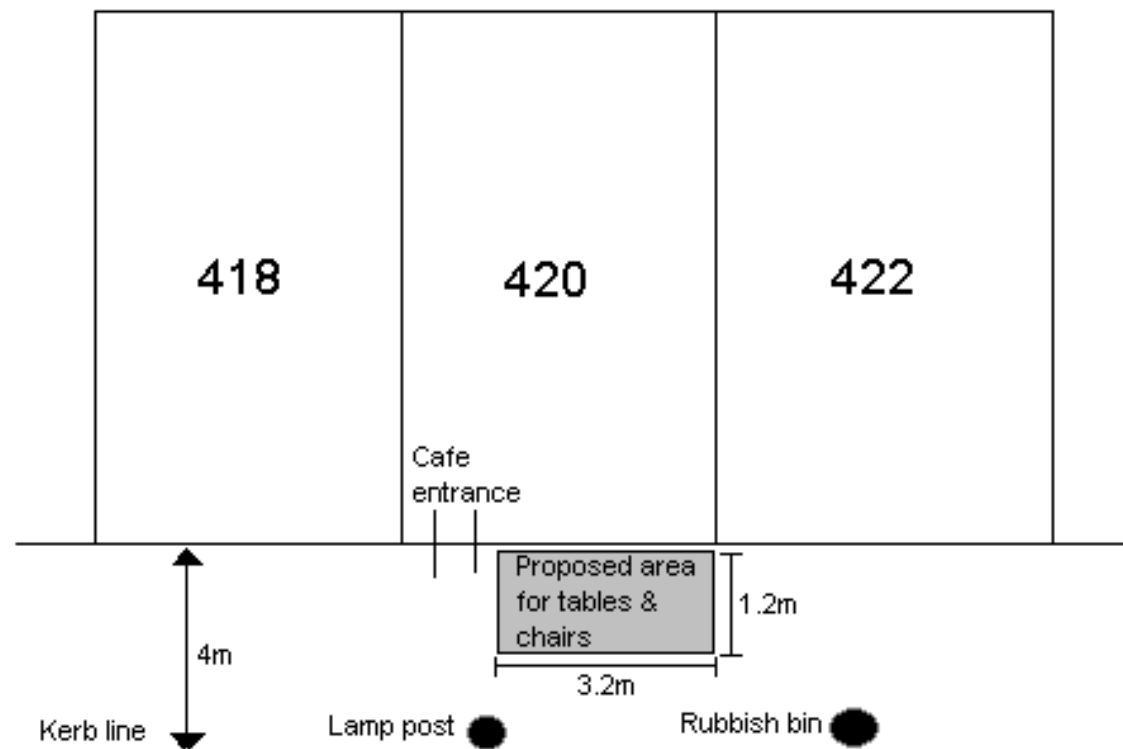 418
420
422
Cafe
entrance
Proposed area
for tables &
chairs
1.2m
4m
3.2m
Kerb line
Lamp post
Rubbish bin